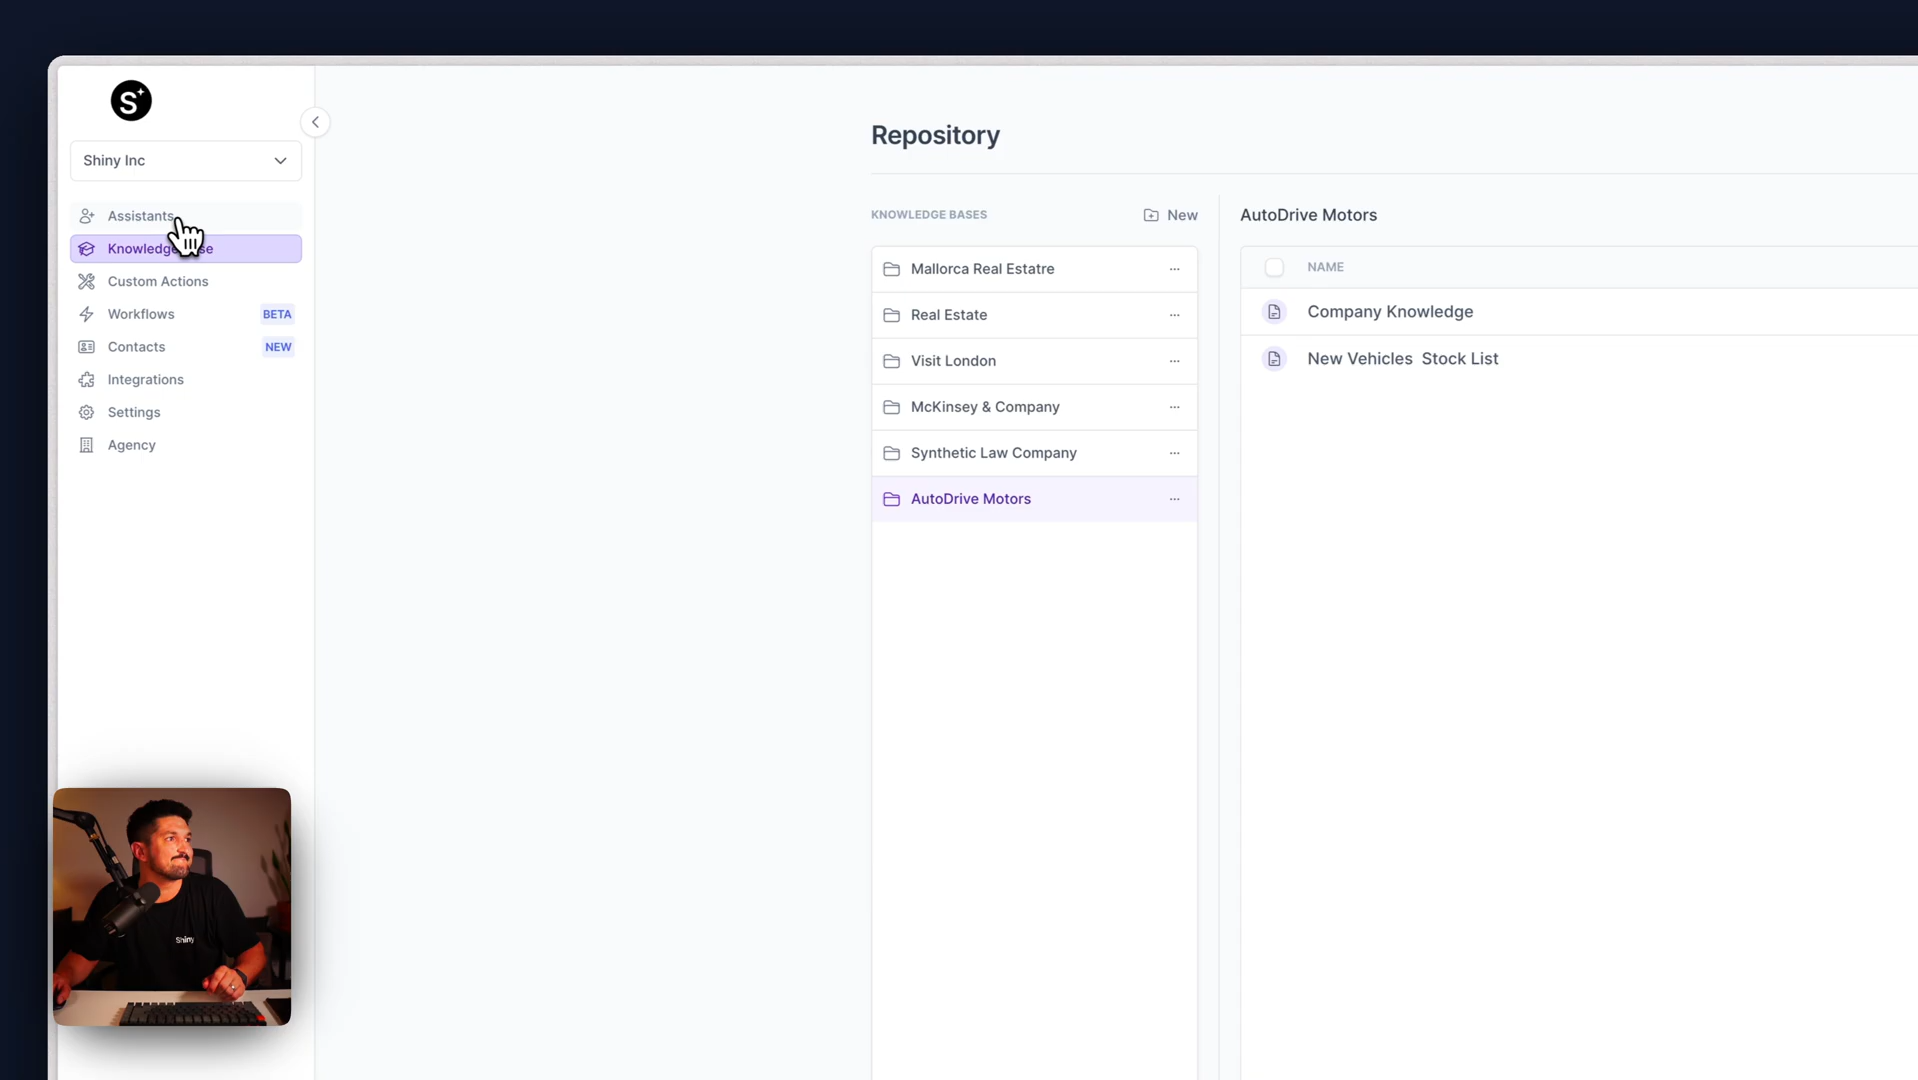 S
Shiny Inc
Assistants
Knowledge
se
Custom Actions
Workflows BETA
Contacts NEW
Integrations
Settings
Agency
Repository
KNOWLEDGE BASES
New
Mallorca Real Estatre
Real Estate
Visit London
McKinsey & Company
Synthetic Law Company
AutoDrive Motors
AutoDrive Motors
NAME
Company Knowledge
New Vehicles Stock List
Shiny